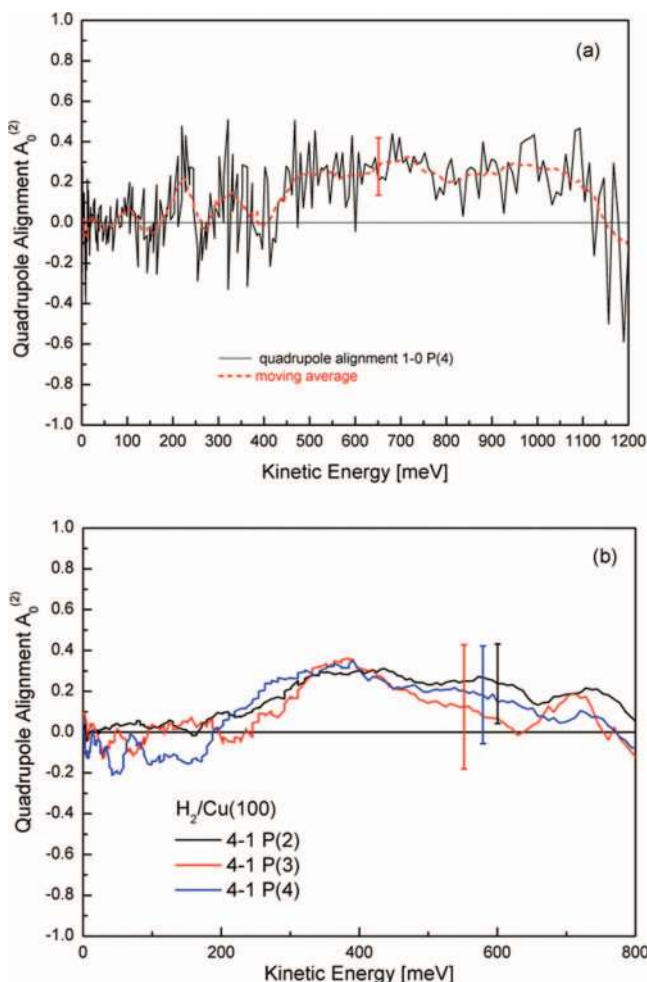 (a)
1.0
0.8
0.6
0.4
0.2
0.0
-0.2
-0.4
-0.6
-0.8
-1.0
Quadrupole Alignment A₀⁽²⁾
quadrupole alignment 1-0 P(4)
moving average
0 100 200 300 400 500 600 700 800 900 1000 1100 1200
Kinetic Energy [meV]
(b)
1.0
0.8
0.6
0.4
0.2
0.0
-0.2
-0.4
-0.6
-0.8
-1.0
Quadrupole Alignment A₀⁽²⁾
H₂/Cu(100)
4-1 P(2)
4-1 P(3)
4-1 P(4)
0 200 400 600 800
Kinetic Energy [meV]